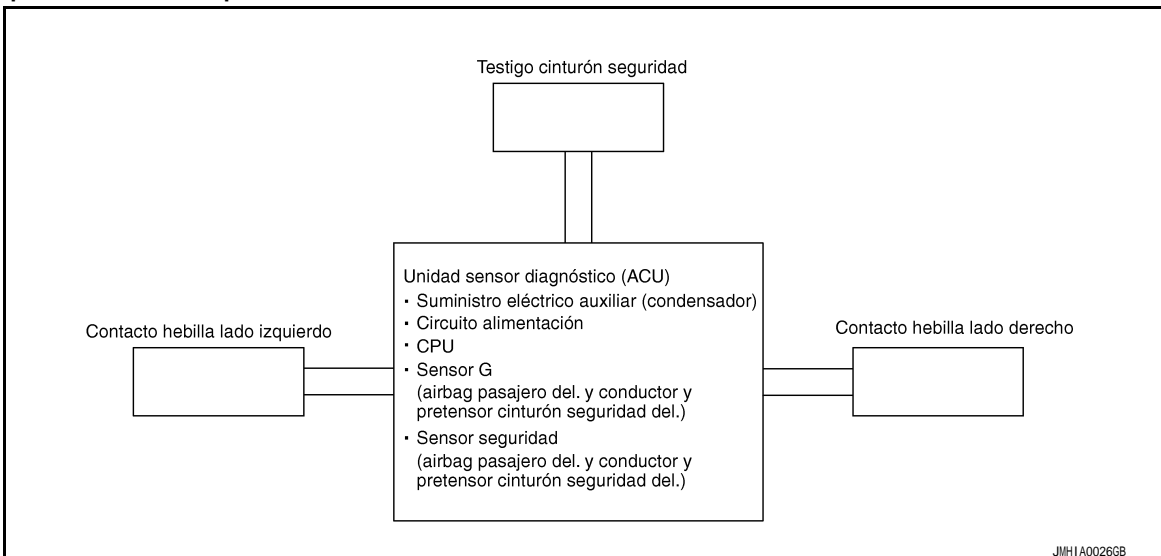 Testigo cinturón seguridad
Unidad sensor diagnóstico (ACU)
· Suministro eléctrico auxiliar (condensador)
· Circuito alimentación
· CPU
· Sensor G
(airbag pasajero del. y conductor y
pretensor cinturón seguridad del.)
· Sensor seguridad
(airbag pasajero del. y conductor y
pretensor cinturón seguridad del.)
Contacto hebilla lado izquierdo
Contacto hebilla lado derecho
JMHIA0026GB